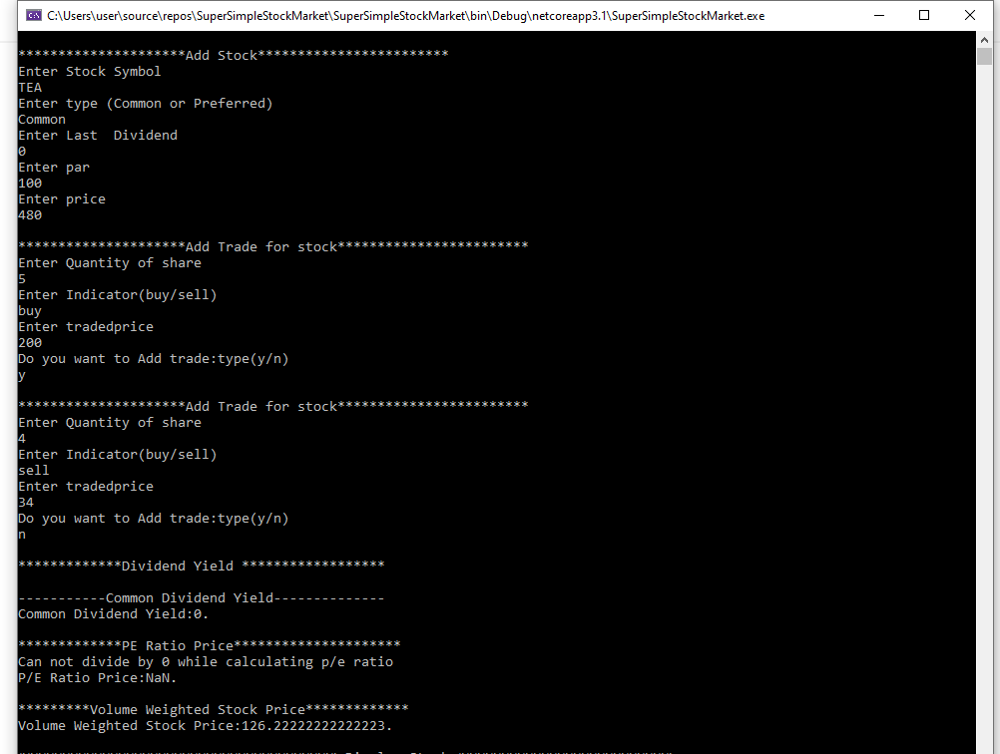 C:\Users\user\source\repos\SuperSimpleStockMarket\SuperSimpleStockMarket\bin\Debug\netcoreapp3.1\SuperSimpleStockMarket.exe
*********************Add Stock************************
Enter Stock Symbol
TEA
Enter type (Common or Preferred)
Common
Enter Last  Dividend
0
Enter par
100
Enter price
480
*********************Add Trade for stock************************
Enter Quantity of share
5
Enter Indicator(buy/sell)
buy
Enter tradedprice
200
Do you want to Add trade:type(y/n)
y
*********************Add Trade for stock************************
Enter Quantity of share
4
Enter Indicator(buy/sell)
sell
Enter tradedprice
34
Do you want to Add trade:type(y/n)
n
*************Dividend Yield ******************
-----------Common Dividend Yield--------------
Common Dividend Yield:0.
*************PE Ratio Price*********************
Can not divide by 0 while calculating p/e ratio
P/E Ratio Price:NaN.
*********Volume Weighted Stock Price*************
Volume Weighted Stock Price:126.22222222222223.